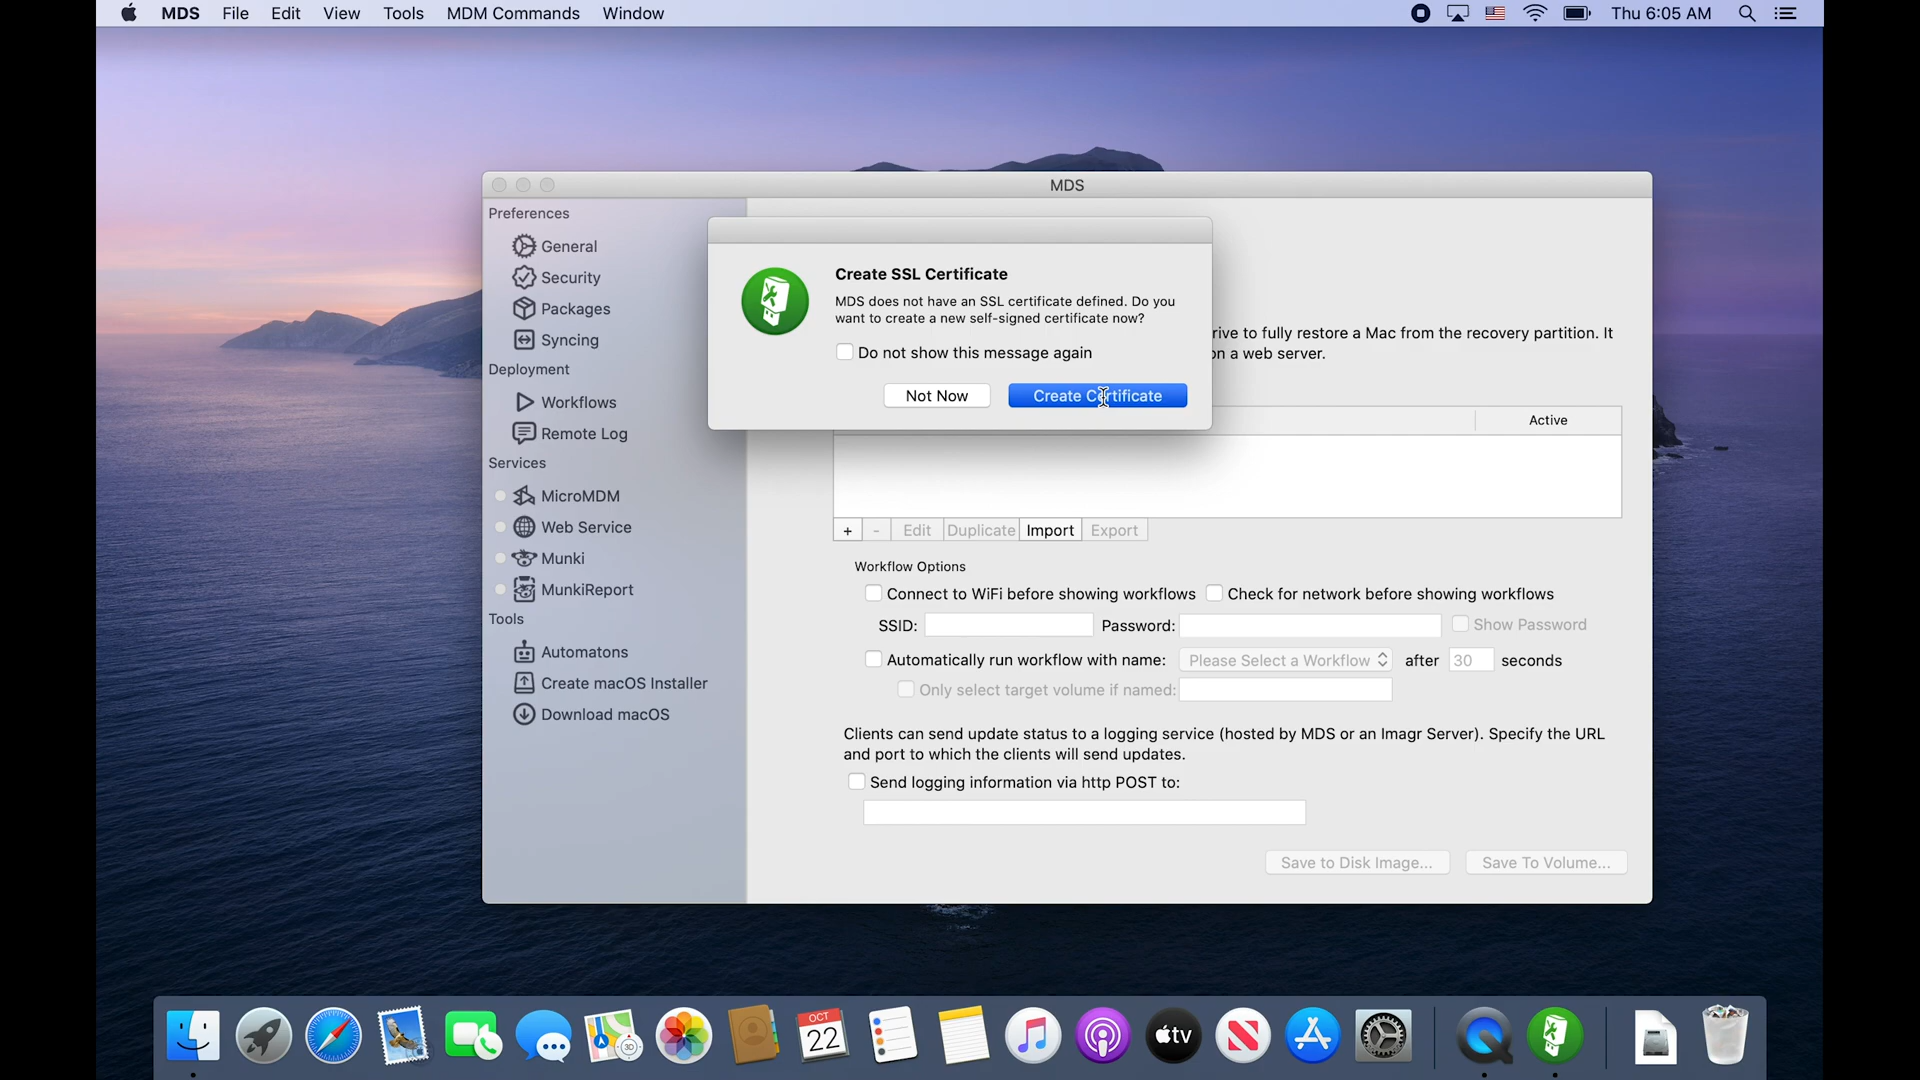 MDS File Edit View Tools MDM Commands Window Thu 6:05 AM
MDS
Preferences
General
Security
Packages
Syncing
Deployment
Workflows
Remote Log
Services
MicroMDM
Web Service
Munki
MunkiReport
Tools
Automatons
Create macOS Installer
Download macOS
Create SSL Certificate
MDS does not have an SSL certificate defined. Do you
want to create a new self-signed certificate now?
Do not show this message again
Not Now Create Certificate
rive to fully restore a Mac from the recovery partition. It
on a web server.
Active
+ - Edit Duplicate Import Export
Workflow Options
Connect to WiFi before showing workflows Check for network before showing workflows
SSID: Password: Show Password
Automatically run workflow with name: Please Select a Workflow after 30 seconds
Only select target volume if named:
Clients can send update status to a logging service (hosted by MDS or an Imagr Server). Specify the URL
and port to which the clients will send updates.
Send logging information via http POST to:
Save to Disk Image... Save To Volume...
3D
OCT
22
tv